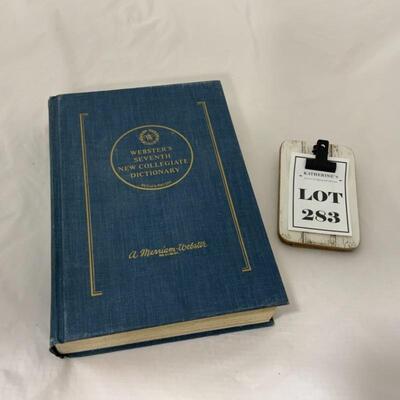 WEBSTER'S
SEVENTH
NEW COLLEGIATE
DICTIONARY
A Merriam-Webster
KATHERINE'S
LOT
283